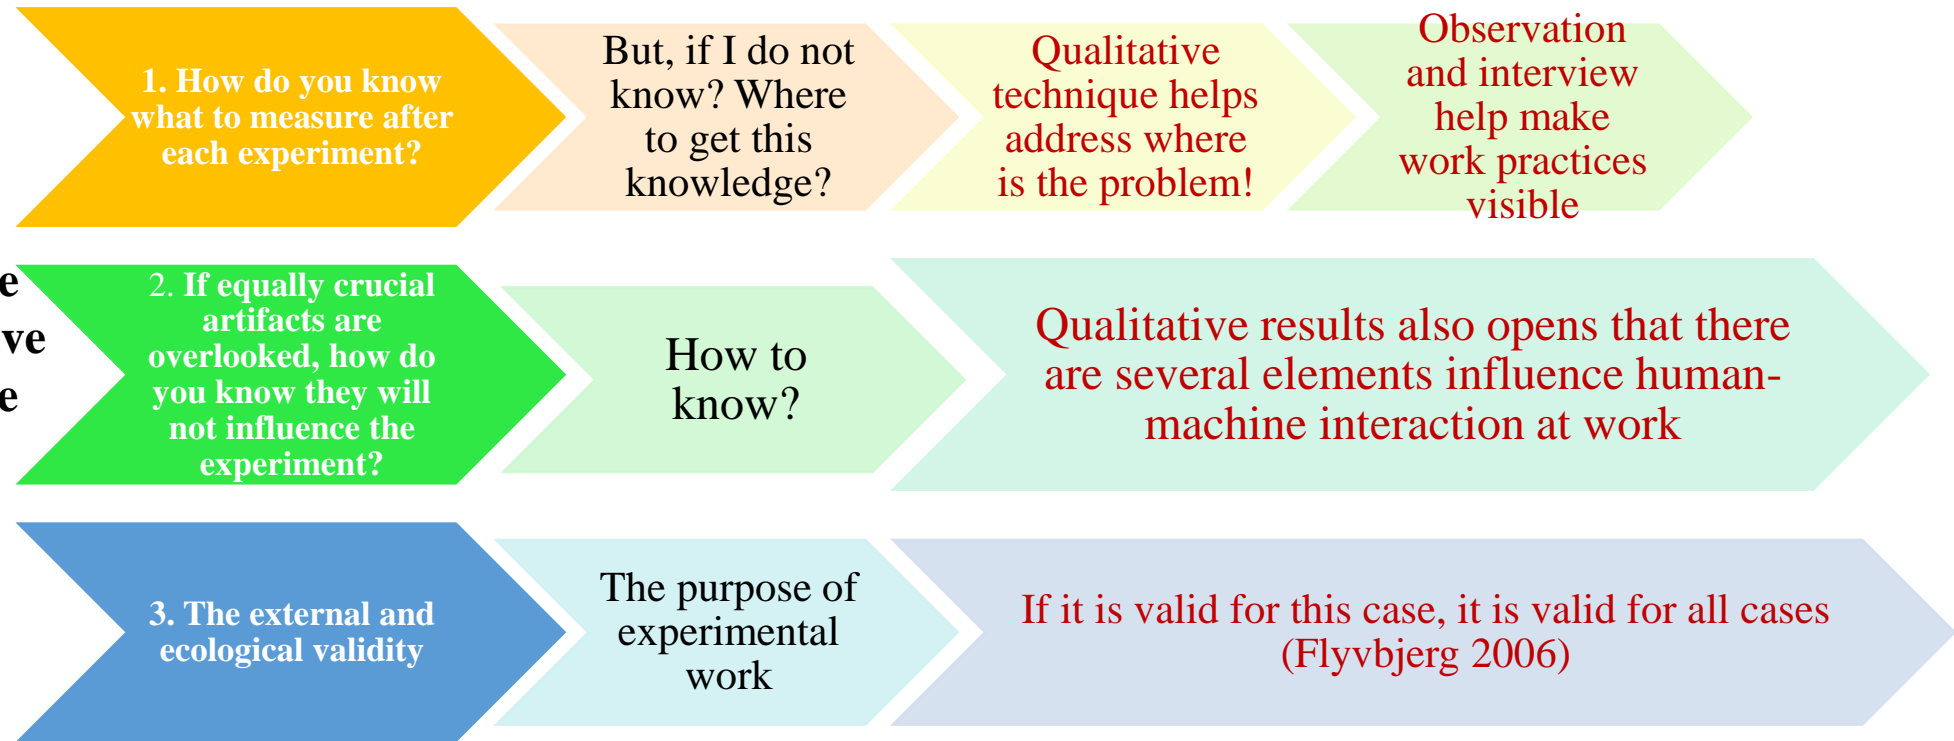 1. How do you know
what to measure after
each experiment?
But, if I do not
know? Where
to get this
knowledge?
Qualitative
technique helps
address where
is the problem!
Observation
and interview
help make
work practices
visible
e
ve
e
2. If equally crucial
artifacts are
overlooked, how do
you know they will
not influence the
experiment?
How to
know?
Qualitative results also opens that there
are several elements influence human-
machine interaction at work
3. The external and
ecological validity
The purpose of
experimental
work
If it is valid for this case, it is valid for all cases
(Flyvbjerg 2006)